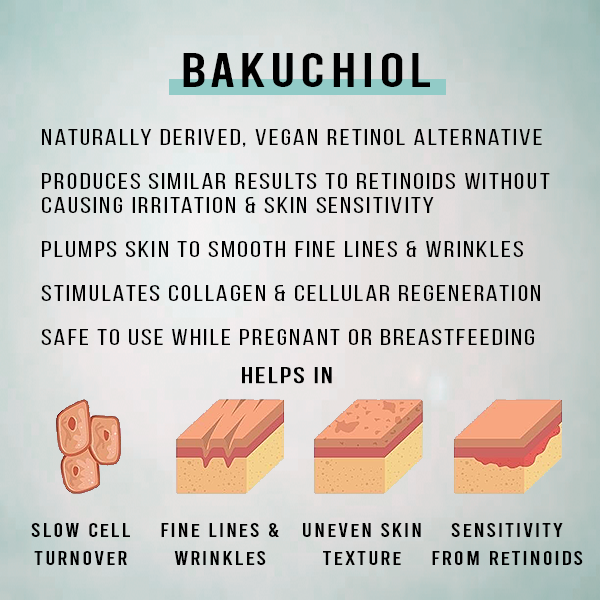 BAKUCHIOL
NATURALLY DERIVED, VEGAN RETINOL ALTERNATIVE
PRODUCES SIMILAR RESULTS TO RETINOIDS WITHOUT
CAUSING IRRITATION & SKIN SENSITIVITY
PLUMPS SKIN TO SMOOTH FINE LINES & WRINKLES
STIMULATES COLLAGEN & CELLULAR REGENERATION
SAFE TO USE WHILE PREGNANT OR BREASTFEEDING
HELPS IN
SLOW CELL
TURNOVER
FINE LINES &
WRINKLES
UNEVEN SKIN
TEXTURE
SENSITIVITY
FROM RETINOIDS